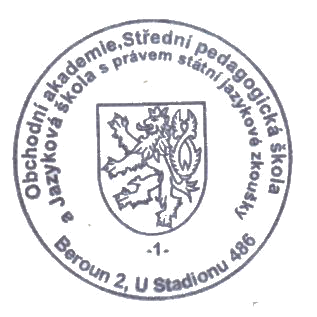 Obchodní akademie, Střední pedagogická škola
a Jazyková škola s právem státní jazykové zkoušky
-1-
Beroun 2, U Stadionu 486